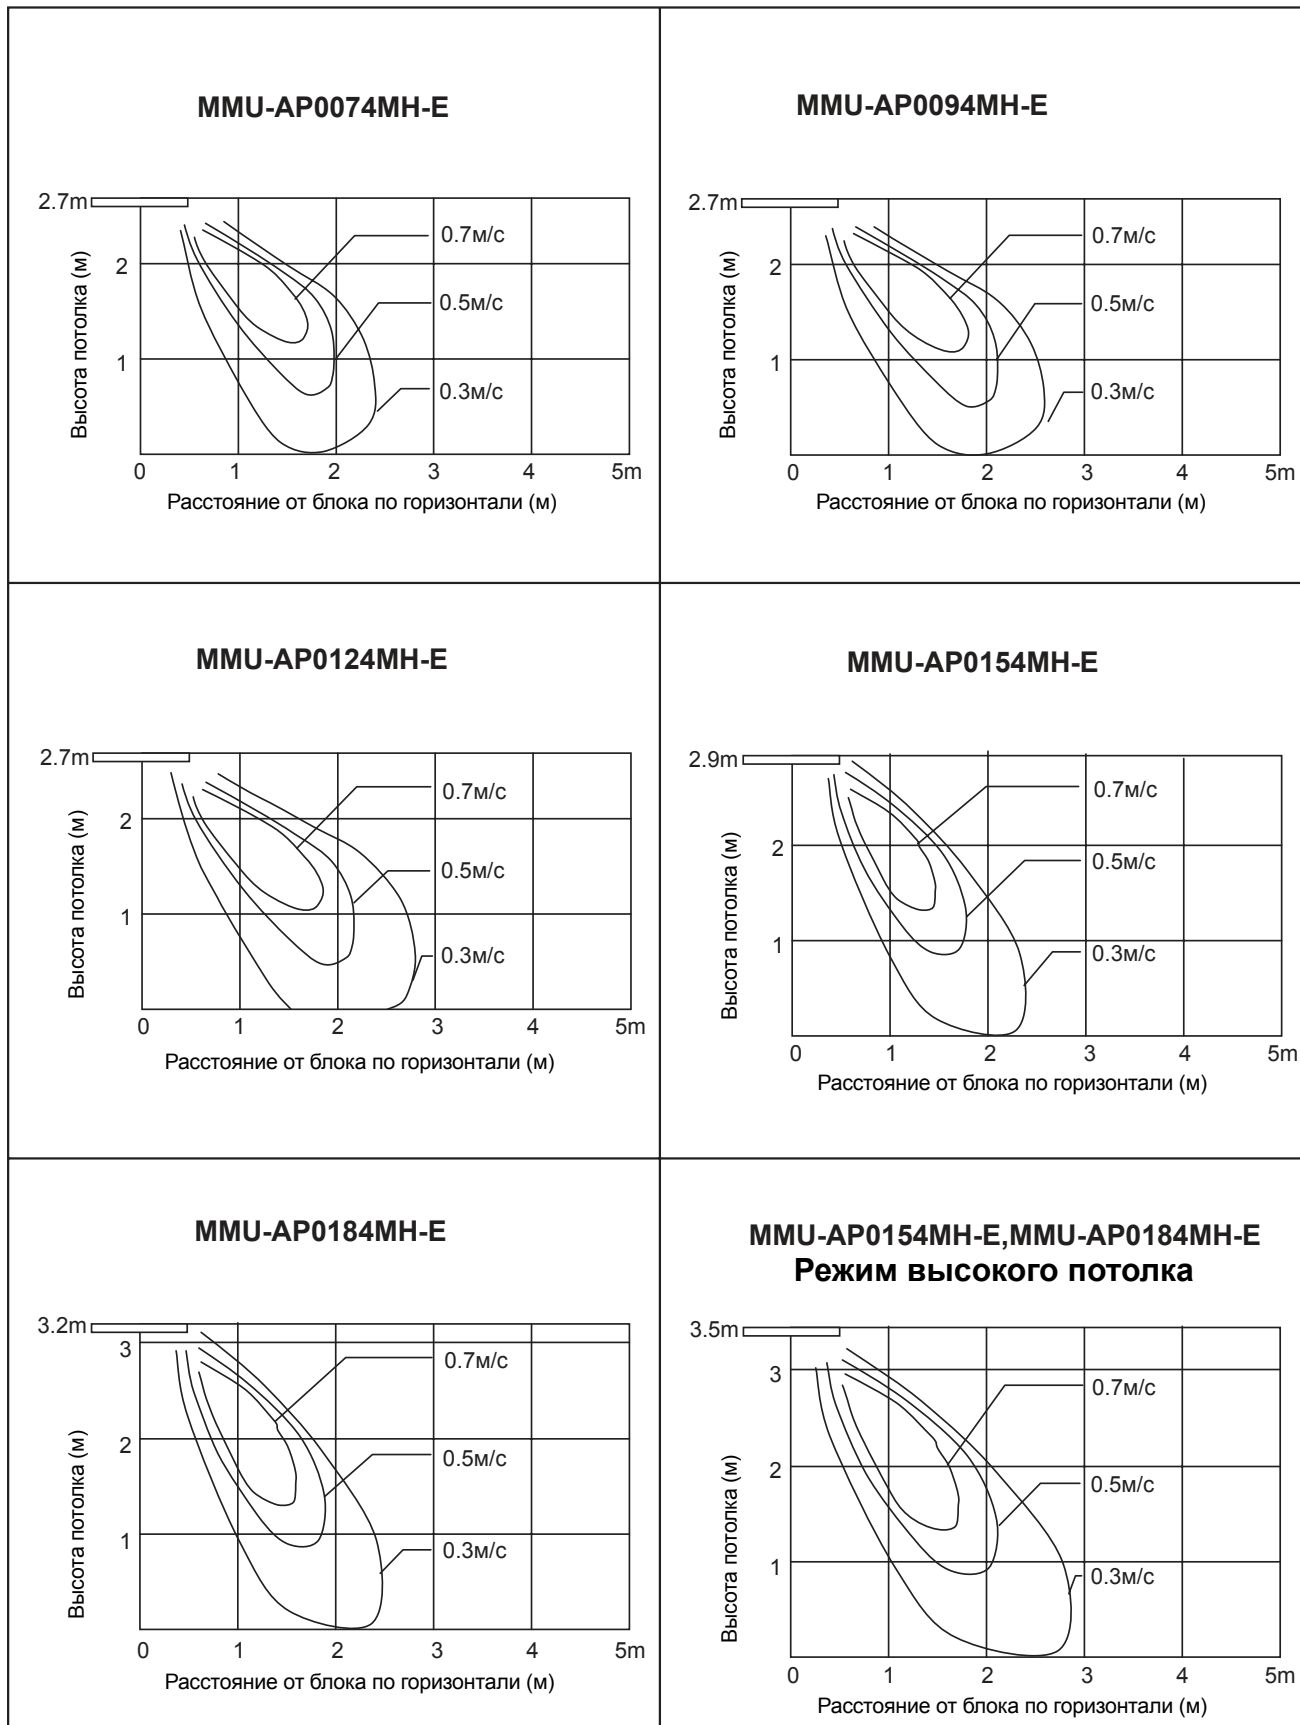 MMU-AP0074MH-E
2.7m
2
1
Высота потолка (м)
0.7м/с
0.5м/с
0.3м/с
0 1 2 3 4 5m
Расстояние от блока по горизонтали (м)
MMU-AP0094MH-E
2.7m
2
1
Высота потолка (м)
0.7м/с
0.5м/с
0.3м/с
0 1 2 3 4 5m
Расстояние от блока по горизонтали (м)
MMU-AP0124MH-E
2.7m
2
1
Высота потолка (м)
0.7м/с
0.5м/с
0.3м/с
0 1 2 3 4 5m
Расстояние от блока по горизонтали (м)
MMU-AP0154MH-E
2.9m
2
1
Высота потолка (м)
0.7м/с
0.5м/с
0.3м/с
0 1 2 3 4 5m
Расстояние от блока по горизонтали (м)
MMU-AP0184MH-E
3.2m
3
2
1
Высота потолка (м)
0.7м/с
0.5м/с
0.3м/с
0 1 2 3 4 5m
Расстояние от блока по горизонтали (м)
MMU-AP0154MH-E,MMU-AP0184MH-E
Режим высокого потолка
3.5m
3
2
1
Высота потолка (м)
0.7м/с
0.5м/с
0.3м/с
0 1 2 3 4 5m
Расстояние от блока по горизонтали (м)